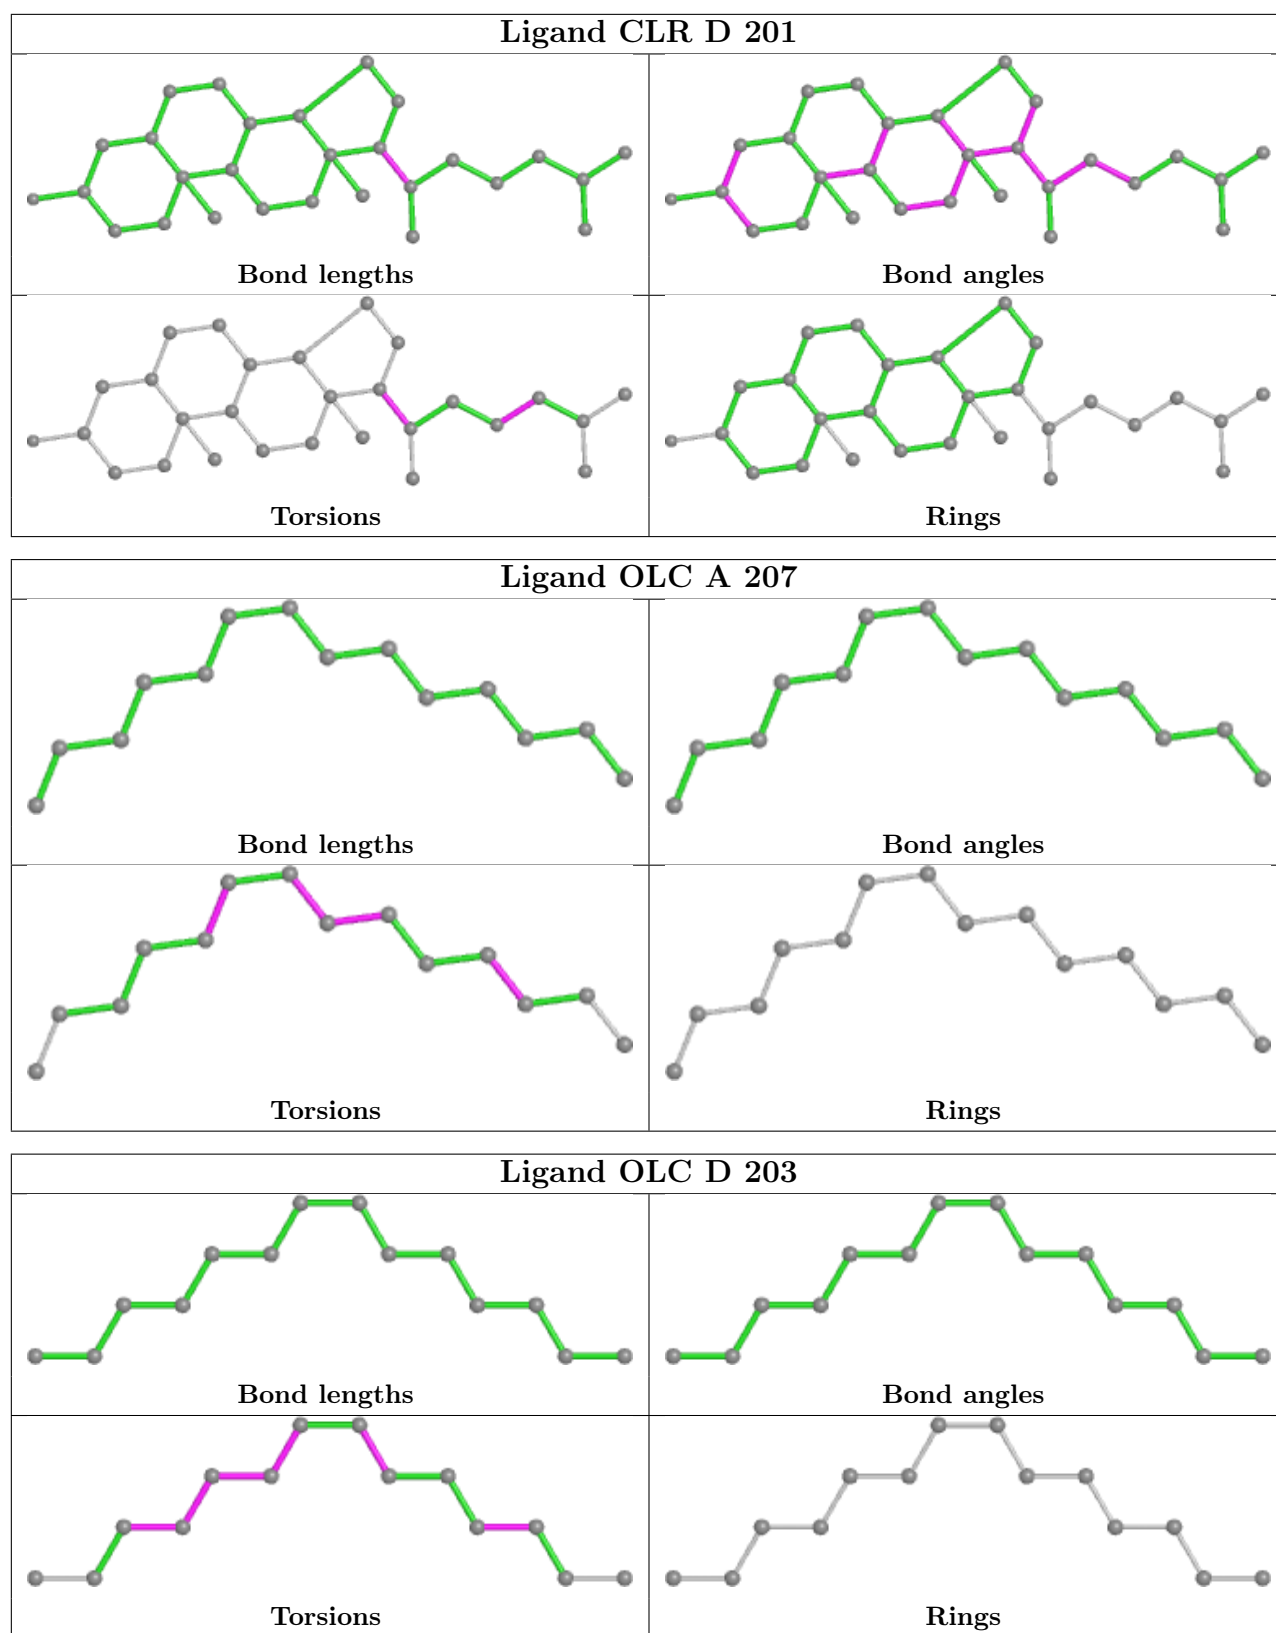 Ligand CLR D 201
Bond lengths
Bond angles
Torsions
Rings
Ligand OLC A 207
Bond lengths
Bond angles
Torsions
Rings
Ligand OLC D 203
Bond lengths
Bond angles
Torsions
Rings